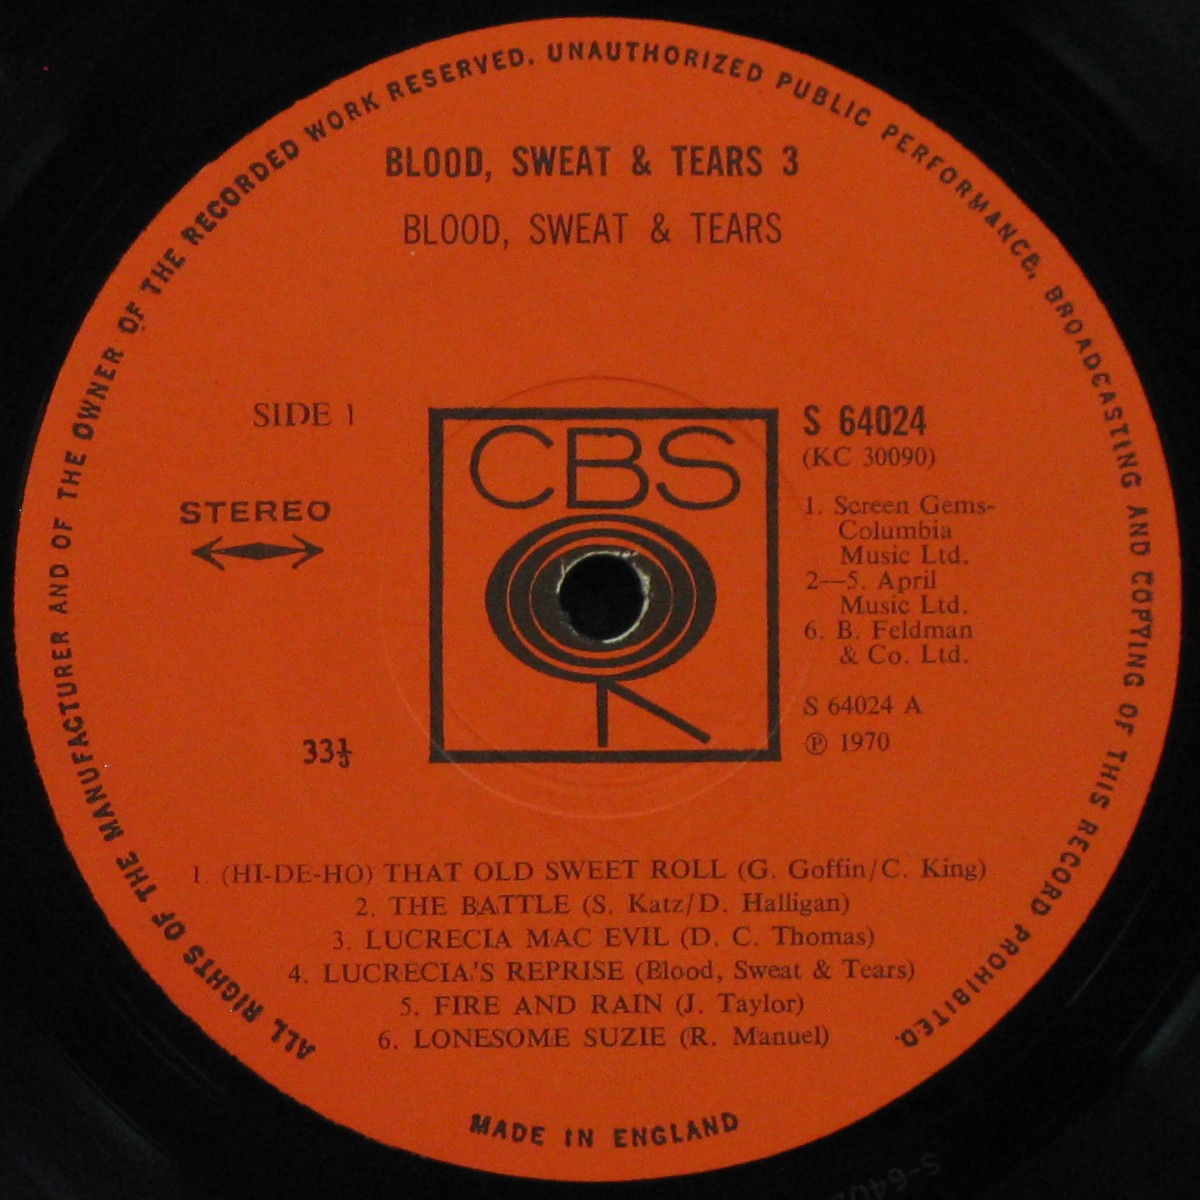 ALL RIGHTS OF THE MANUFACTURER AND OF THE OWNER OF THE RECORDED WORK RESERVED. UNAUTHORIZED PUBLIC PERFORMANCE, BROADCASTING AND COPYING OF THIS RECORD PROHIBITED.
BLOOD, SWEAT & TEARS 3
BLOOD, SWEAT & TEARS
SIDE 1
STEREO
33⅓
CBS
S 64024
(KC 30090)
1. Screen Gems-
Columbia
Music Ltd.
2—5. April
Music Ltd.
6. B. Feldman
& Co. Ltd.
S 64024 A
℗ 1970
1. (HI-DE-HO) THAT OLD SWEET ROLL (G. Goffin/C. King)
2. THE BATTLE (S. Katz/D. Halligan)
3. LUCRECIA MAC EVIL (D. C. Thomas)
4. LUCRECIA'S REPRISE (Blood, Sweat & Tears)
5. FIRE AND RAIN (J. Taylor)
6. LONESOME SUZIE (R. Manuel)
MADE IN ENGLAND